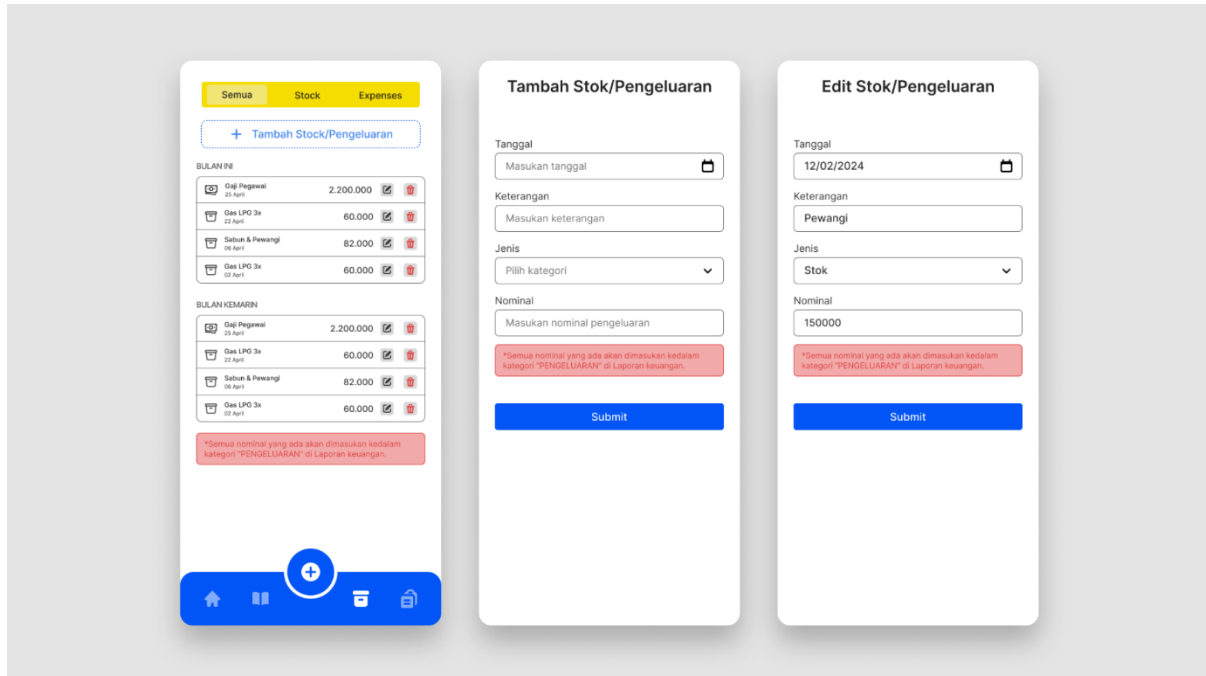 Semua Stock Expenses
+ Tambah Stock/Pengeluaran
BULAN INI
Gaji Pegawai 2.200.000
25 April
Gas LPG 3x 60.000
22 April
Sabun & Pewangi 82.000
06 April
Gas LPG 3x 60.000
02 April
BULAN KEMARIN
Gaji Pegawai 2.200.000
25 April
Gas LPG 3x 60.000
22 April
Sabun & Pewangi 82.000
06 April
Gas LPG 3x 60.000
02 April
*Semua nominal yang ada akan dimasukan kedalam
kategori "PENGELUARAN" di Laporan keuangan.
Tambah Stok/Pengeluaran
Tanggal
Masukan tanggal
Keterangan
Masukan keterangan
Jenis
Pilih kategori
Nominal
Masukan nominal pengeluaran
*Semua nominal yang ada akan dimasukan kedalam
kategori "PENGELUARAN" di Laporan keuangan.
Submit
Edit Stok/Pengeluaran
Tanggal
12/02/2024
Keterangan
Pewangi
Jenis
Stok
Nominal
150000
*Semua nominal yang ada akan dimasukan kedalam
kategori "PENGELUARAN" di Laporan keuangan.
Submit